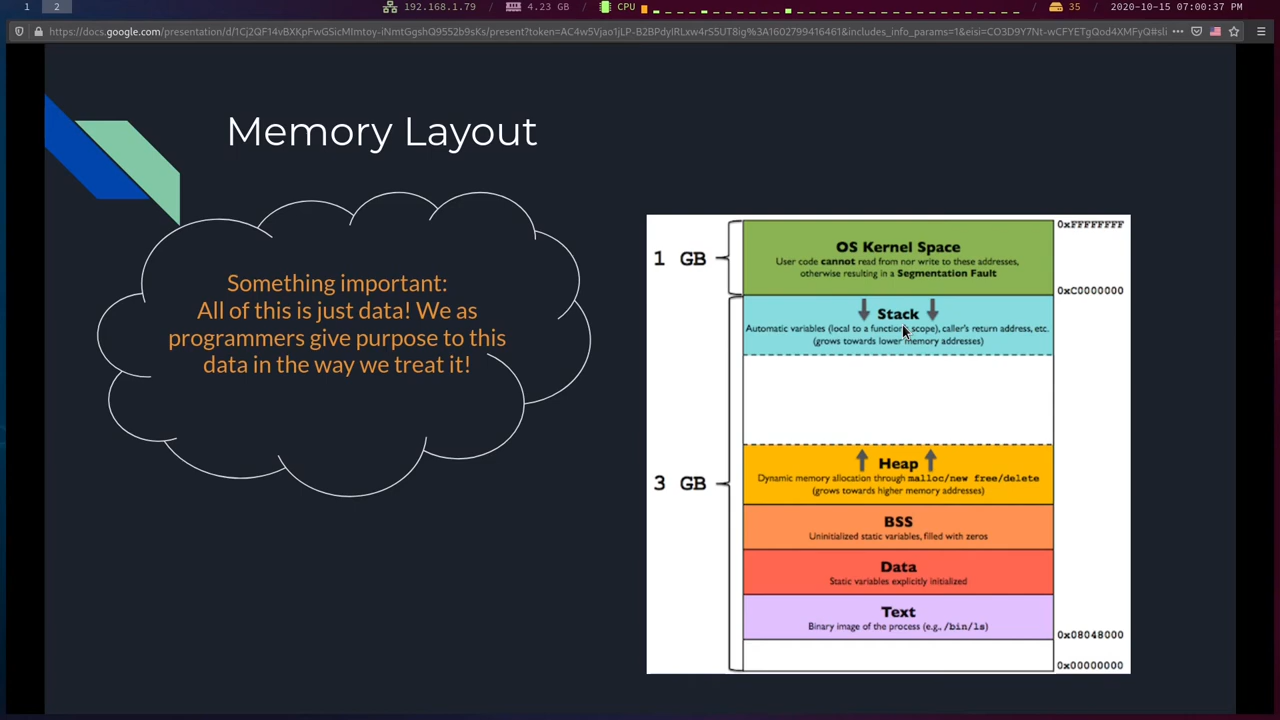 1 2 192.168.1.79 4.23 GB CPU 35 2020-10-15 07:00:37 PM
Memory Layout
Something important:
All of this is just data! We as
programmers give purpose to this
data in the way we treat it!
1 GB
3 GB
OS Kernel Space
User code cannot read from nor write to these addresses,
otherwise resulting in a Segmentation Fault
Stack
Automatic variables (local to a function's scope), caller's return address, etc.
(grows towards lower memory addresses)
Heap
Dynamic memory allocation through malloc/new free/delete
(grows towards higher memory addresses)
BSS
Uninitialized static variables, filled with zeros
Data
Static variables explicitly initialized
Text
Binary image of the process (e.g., /bin/ls)
0xFFFFFFFF
0xC0000000
0x08048000
0x00000000